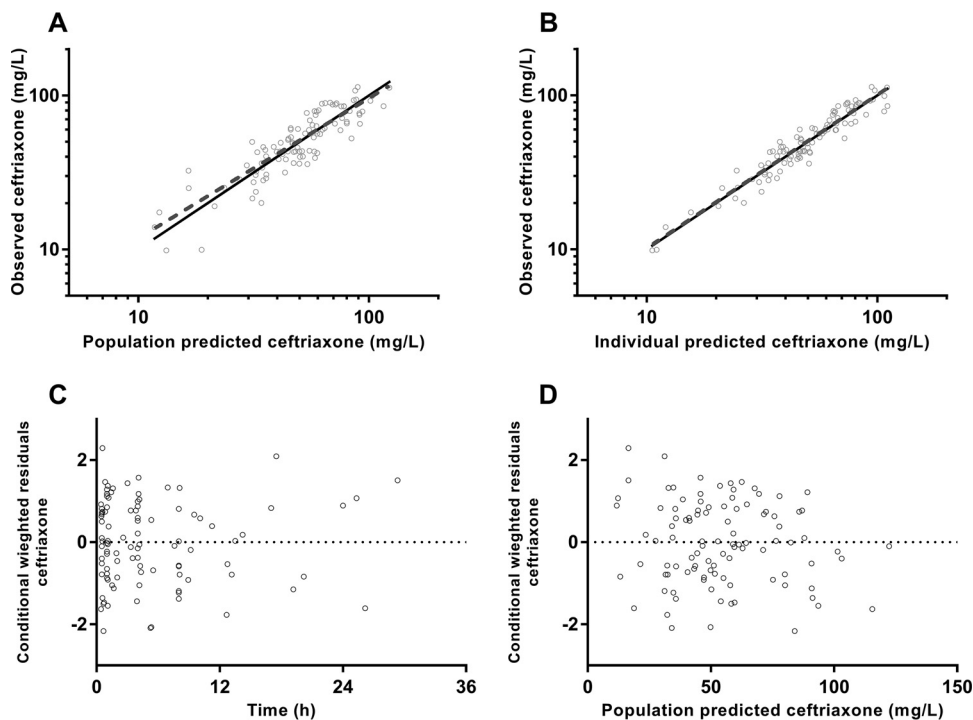 A
B
Observed ceftriaxone (mg/L)
100
10
10
100
Population predicted ceftriaxone (mg/L)
Observed ceftriaxone (mg/L)
100
10
10
100
Individual predicted ceftriaxone (mg/L)
C
D
Conditional wieghted residuals
ceftriaxone
2
0
-2
0
12
24
36
Time (h)
Conditional wieghted residuals
ceftriaxone
2
0
-2
0
50
100
150
Population predicted ceftriaxone (mg/L)